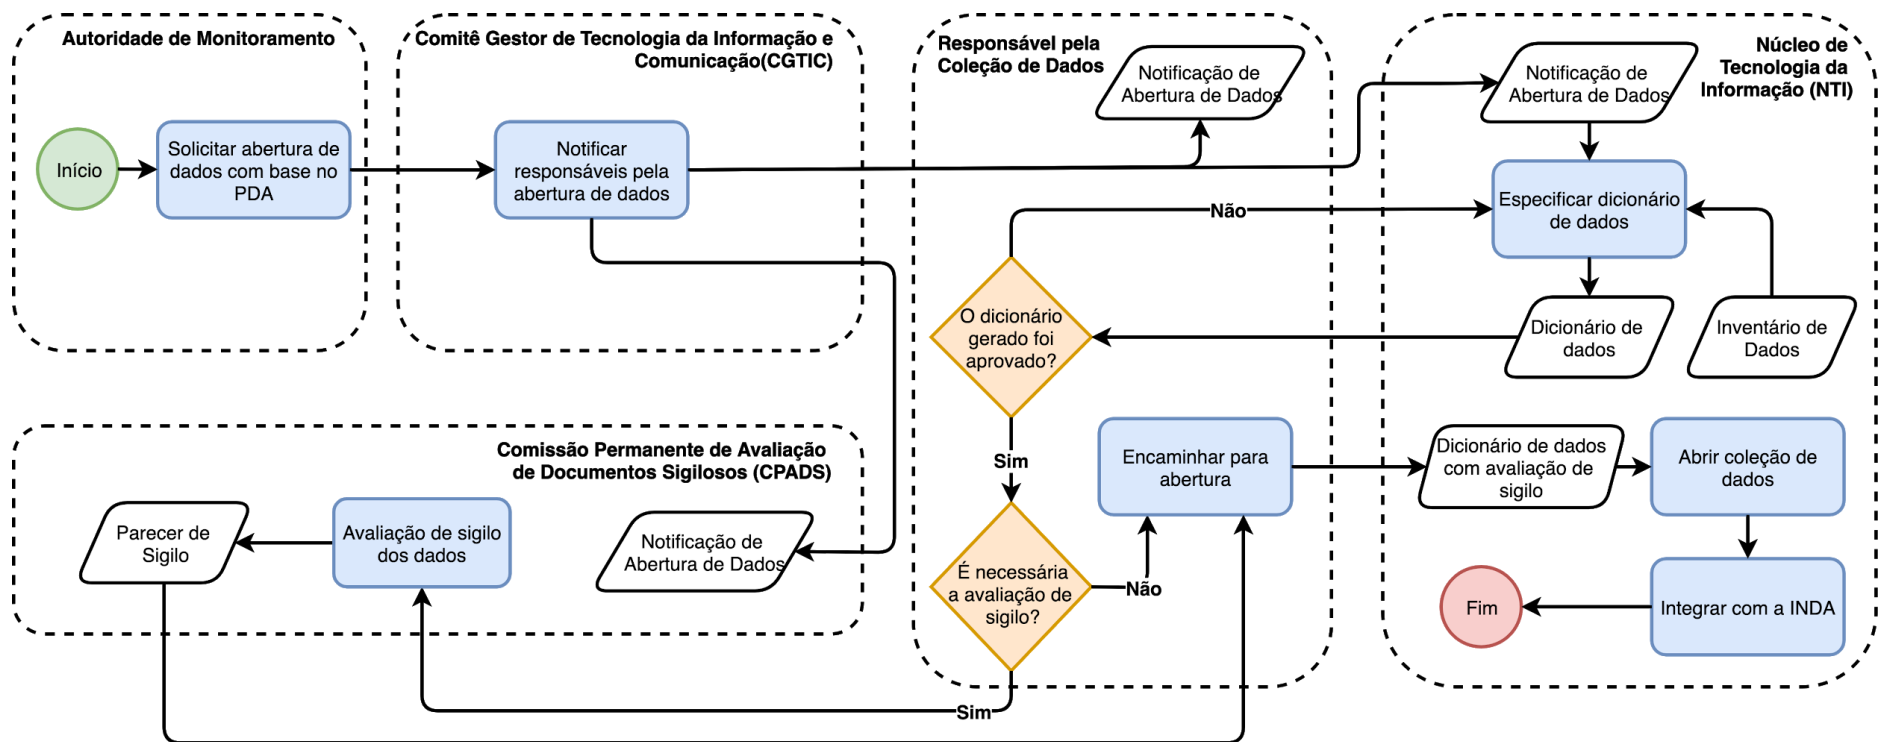 Autoridade de Monitoramento
Início
Solicitar abertura de
dados com base no
PDA
Comitê Gestor de Tecnologia da Informação e
Comunicação(CGTIC)
Notificar
responsáveis pela
abertura de dados
Responsável pela
Coleção de Dados
Notificação de
Abertura de Dados
Não
O dicionário
gerado foi
aprovado?
Sim
É necessária
a avaliação de
sigilo?
Não
Sim
Encaminhar para
abertura
Núcleo de
Tecnologia da
Informação (NTI)
Notificação de
Abertura de Dados
Especificar dicionário
de dados
Dicionário de
dados
Inventário de
Dados
Dicionário de dados
com avaliação de
sigilo
Abrir coleção de
dados
Integrar com a INDA
Fim
Comissão Permanente de Avaliação
de Documentos Sigilosos (CPADS)
Parecer de
Sigilo
Avaliação de sigilo
dos dados
Notificação de
Abertura de Dados